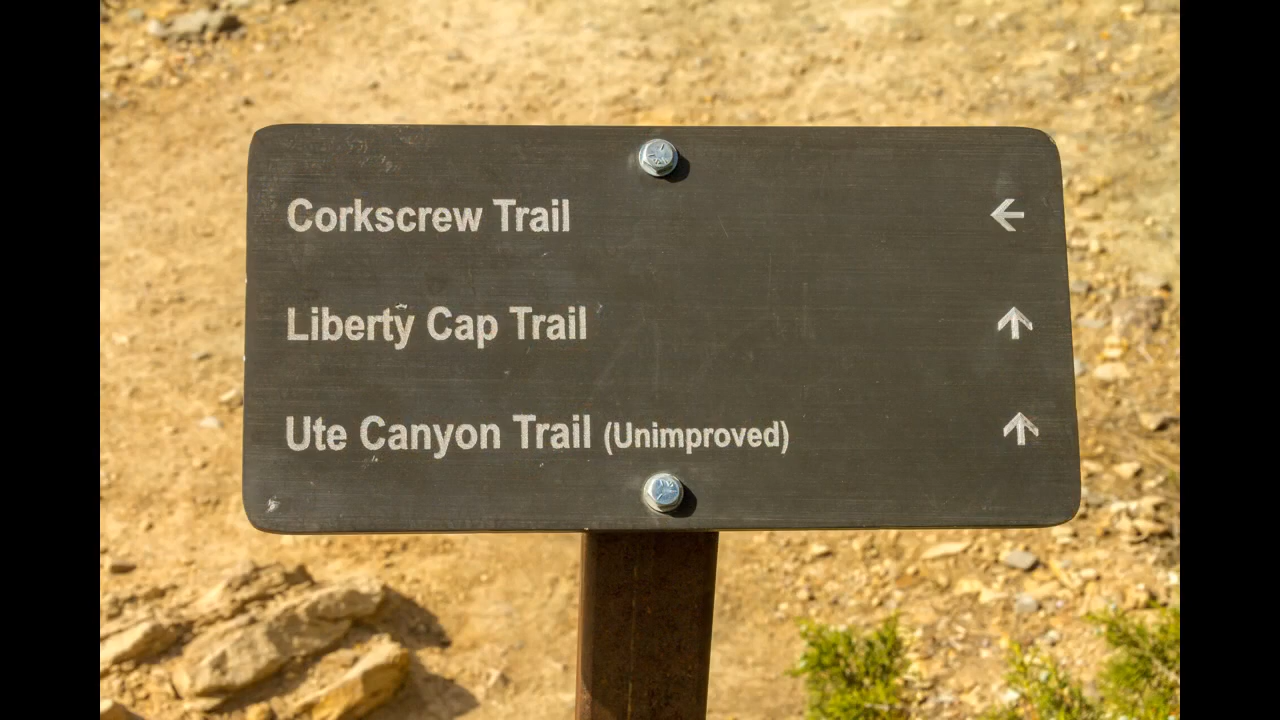 Corkscrew Trail ←
Liberty Cap Trail ↑
Ute Canyon Trail (Unimproved) ↑